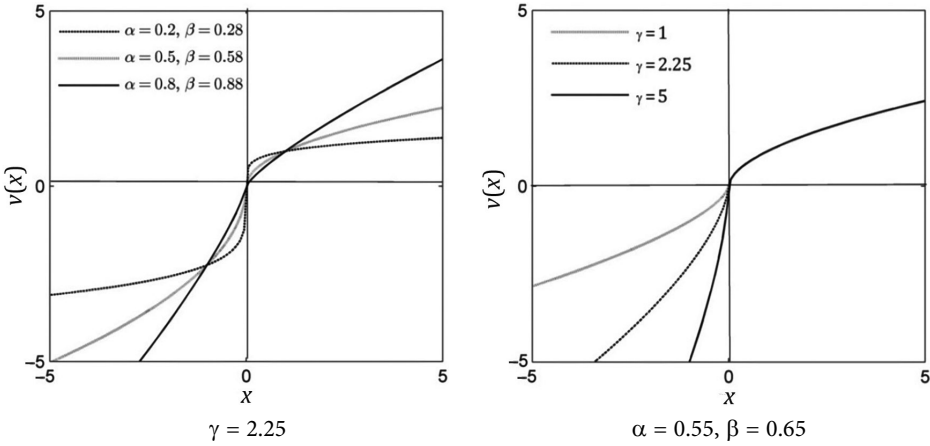 5
α = 0.2, β = 0.28
α = 0.5, β = 0.58
α = 0.8, β = 0.88
v(x)
0
−5
−5
0
5
x
γ = 2.25
5
γ = 1
γ = 2.25
γ = 5
v(x)
0
−5
−5
0
5
x
α = 0.55, β = 0.65